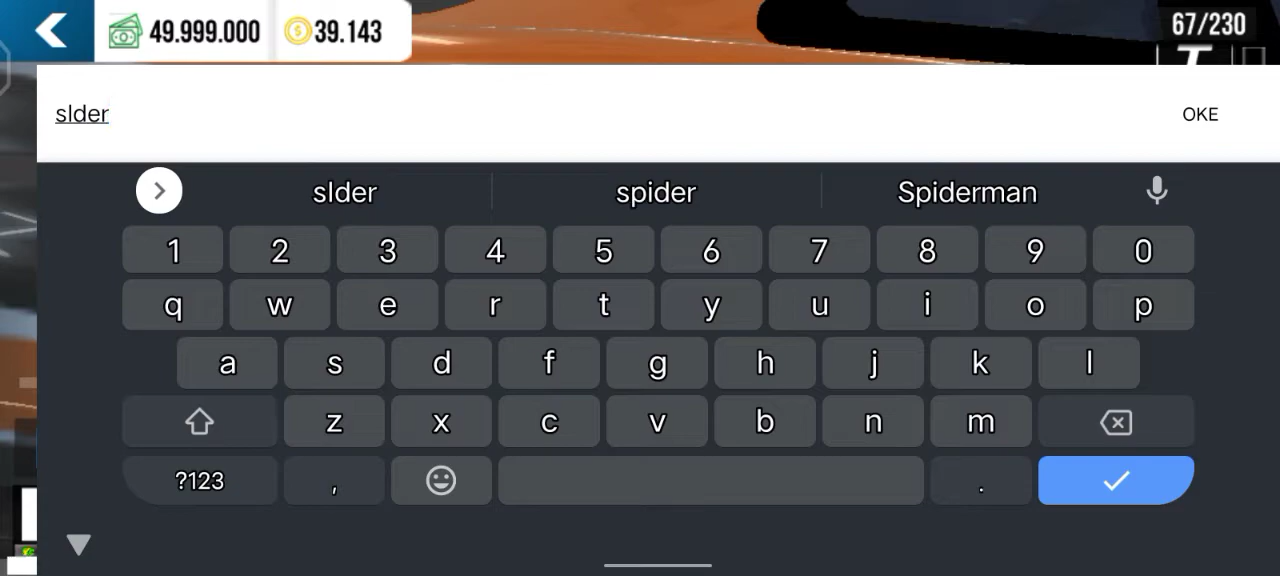 49.999.000 39.143 67/230
slder OKE
slder spider Spiderman
1 2 3 4 5 6 7 8 9 0
q w e r t y u i o p
a s d f g h j k l
z x c v b n m
?123 , .